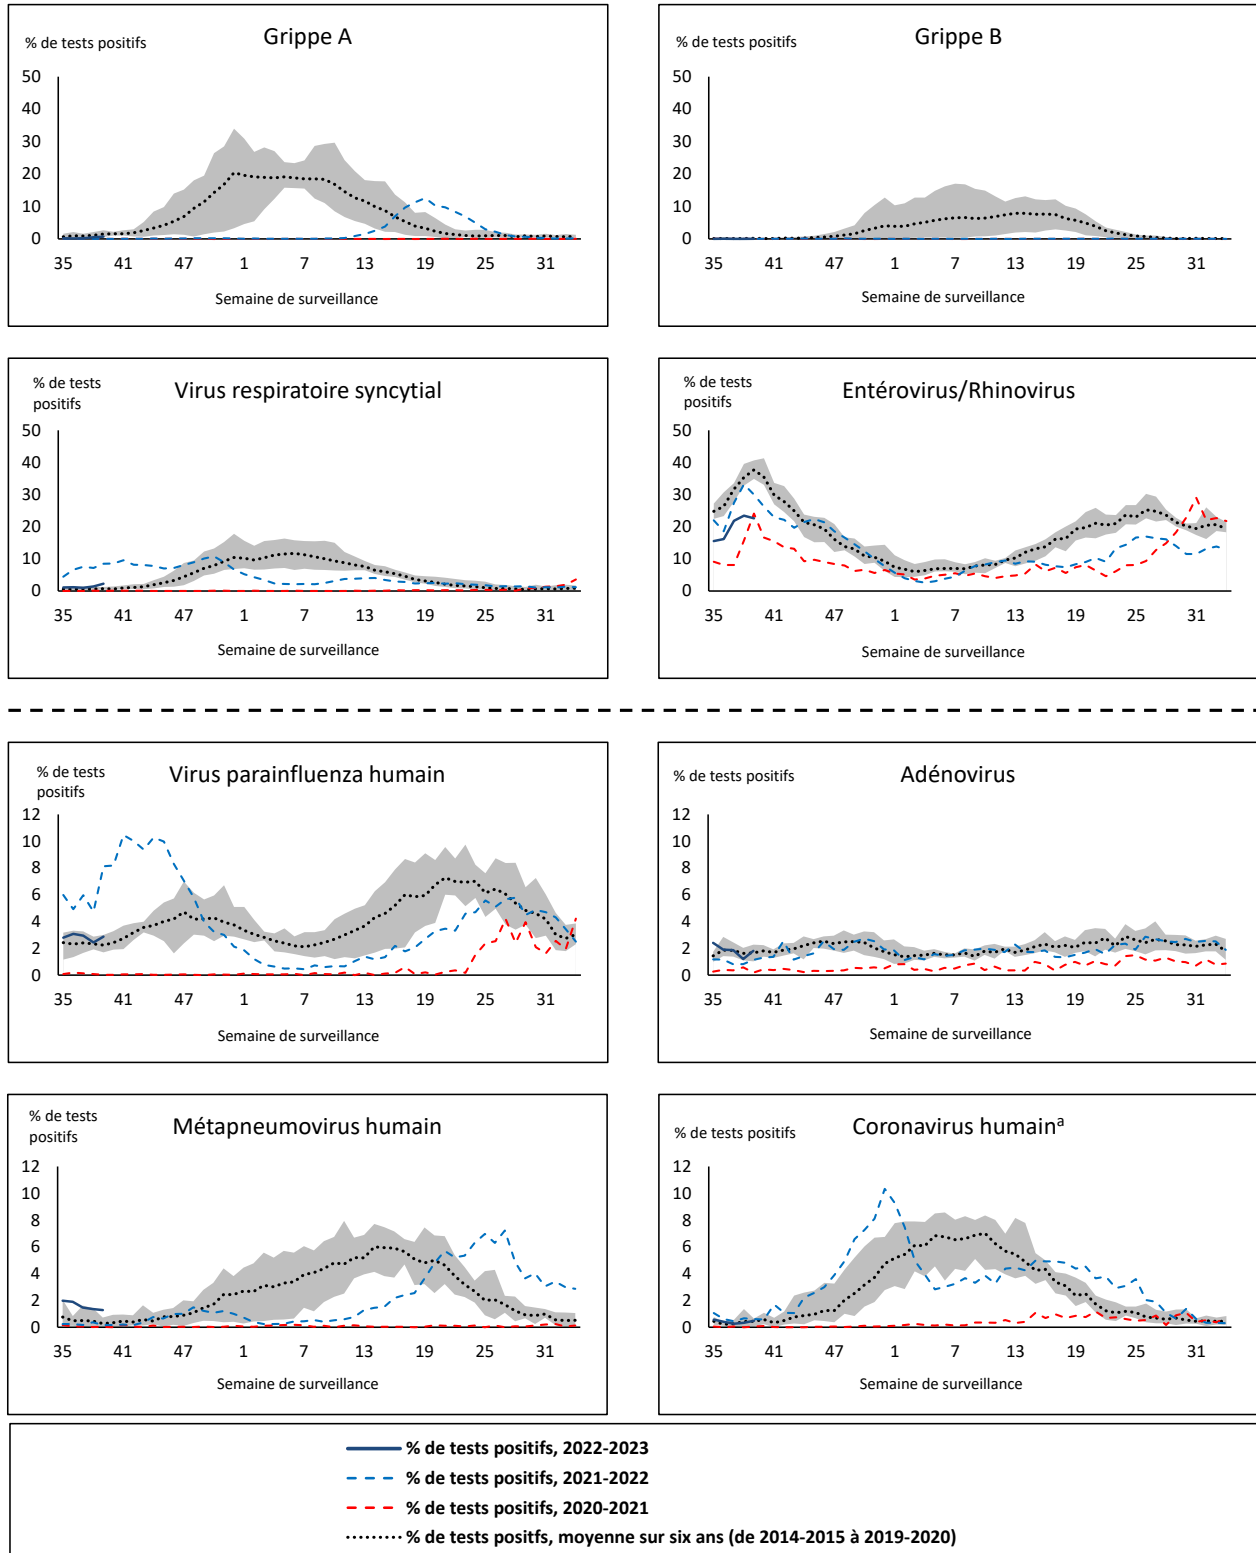 Grippe A
% de tests positifs
50
40
30
20
10
0
35 41 47 1 7 13 19 25 31
Semaine de surveillance
Grippe B
% de tests positifs
50
40
30
20
10
0
35 41 47 1 7 13 19 25 31
Semaine de surveillance
Virus respiratoire syncytial
% de tests
positifs
50
40
30
20
10
0
35 41 47 1 7 13 19 25 31
Semaine de surveillance
Entérovirus/Rhinovirus
% de tests
positifs
50
40
30
20
10
0
35 41 47 1 7 13 19 25 31
Semaine de surveillance
Virus parainfluenza humain
% de tests
positifs
12
10
8
6
4
2
0
35 41 47 1 7 13 19 25 31
Semaine de surveillance
Adénovirus
% de tests positifs
12
10
8
6
4
2
0
35 41 47 1 7 13 19 25 31
Semaine de surveillance
Métapneumovirus humain
% de tests
positifs
12
10
8
6
4
2
0
35 41 47 1 7 13 19 25 31
Semaine de surveillance
Coronavirus humainᵃ
% de tests positifs
12
10
8
6
4
2
0
35 41 47 1 7 13 19 25 31
Semaine de surveillance
% de tests positifs, 2022-2023
% de tests positifs, 2021-2022
% de tests positifs, 2020-2021
% de tests positfs, moyenne sur six ans (de 2014-2015 à 2019-2020)